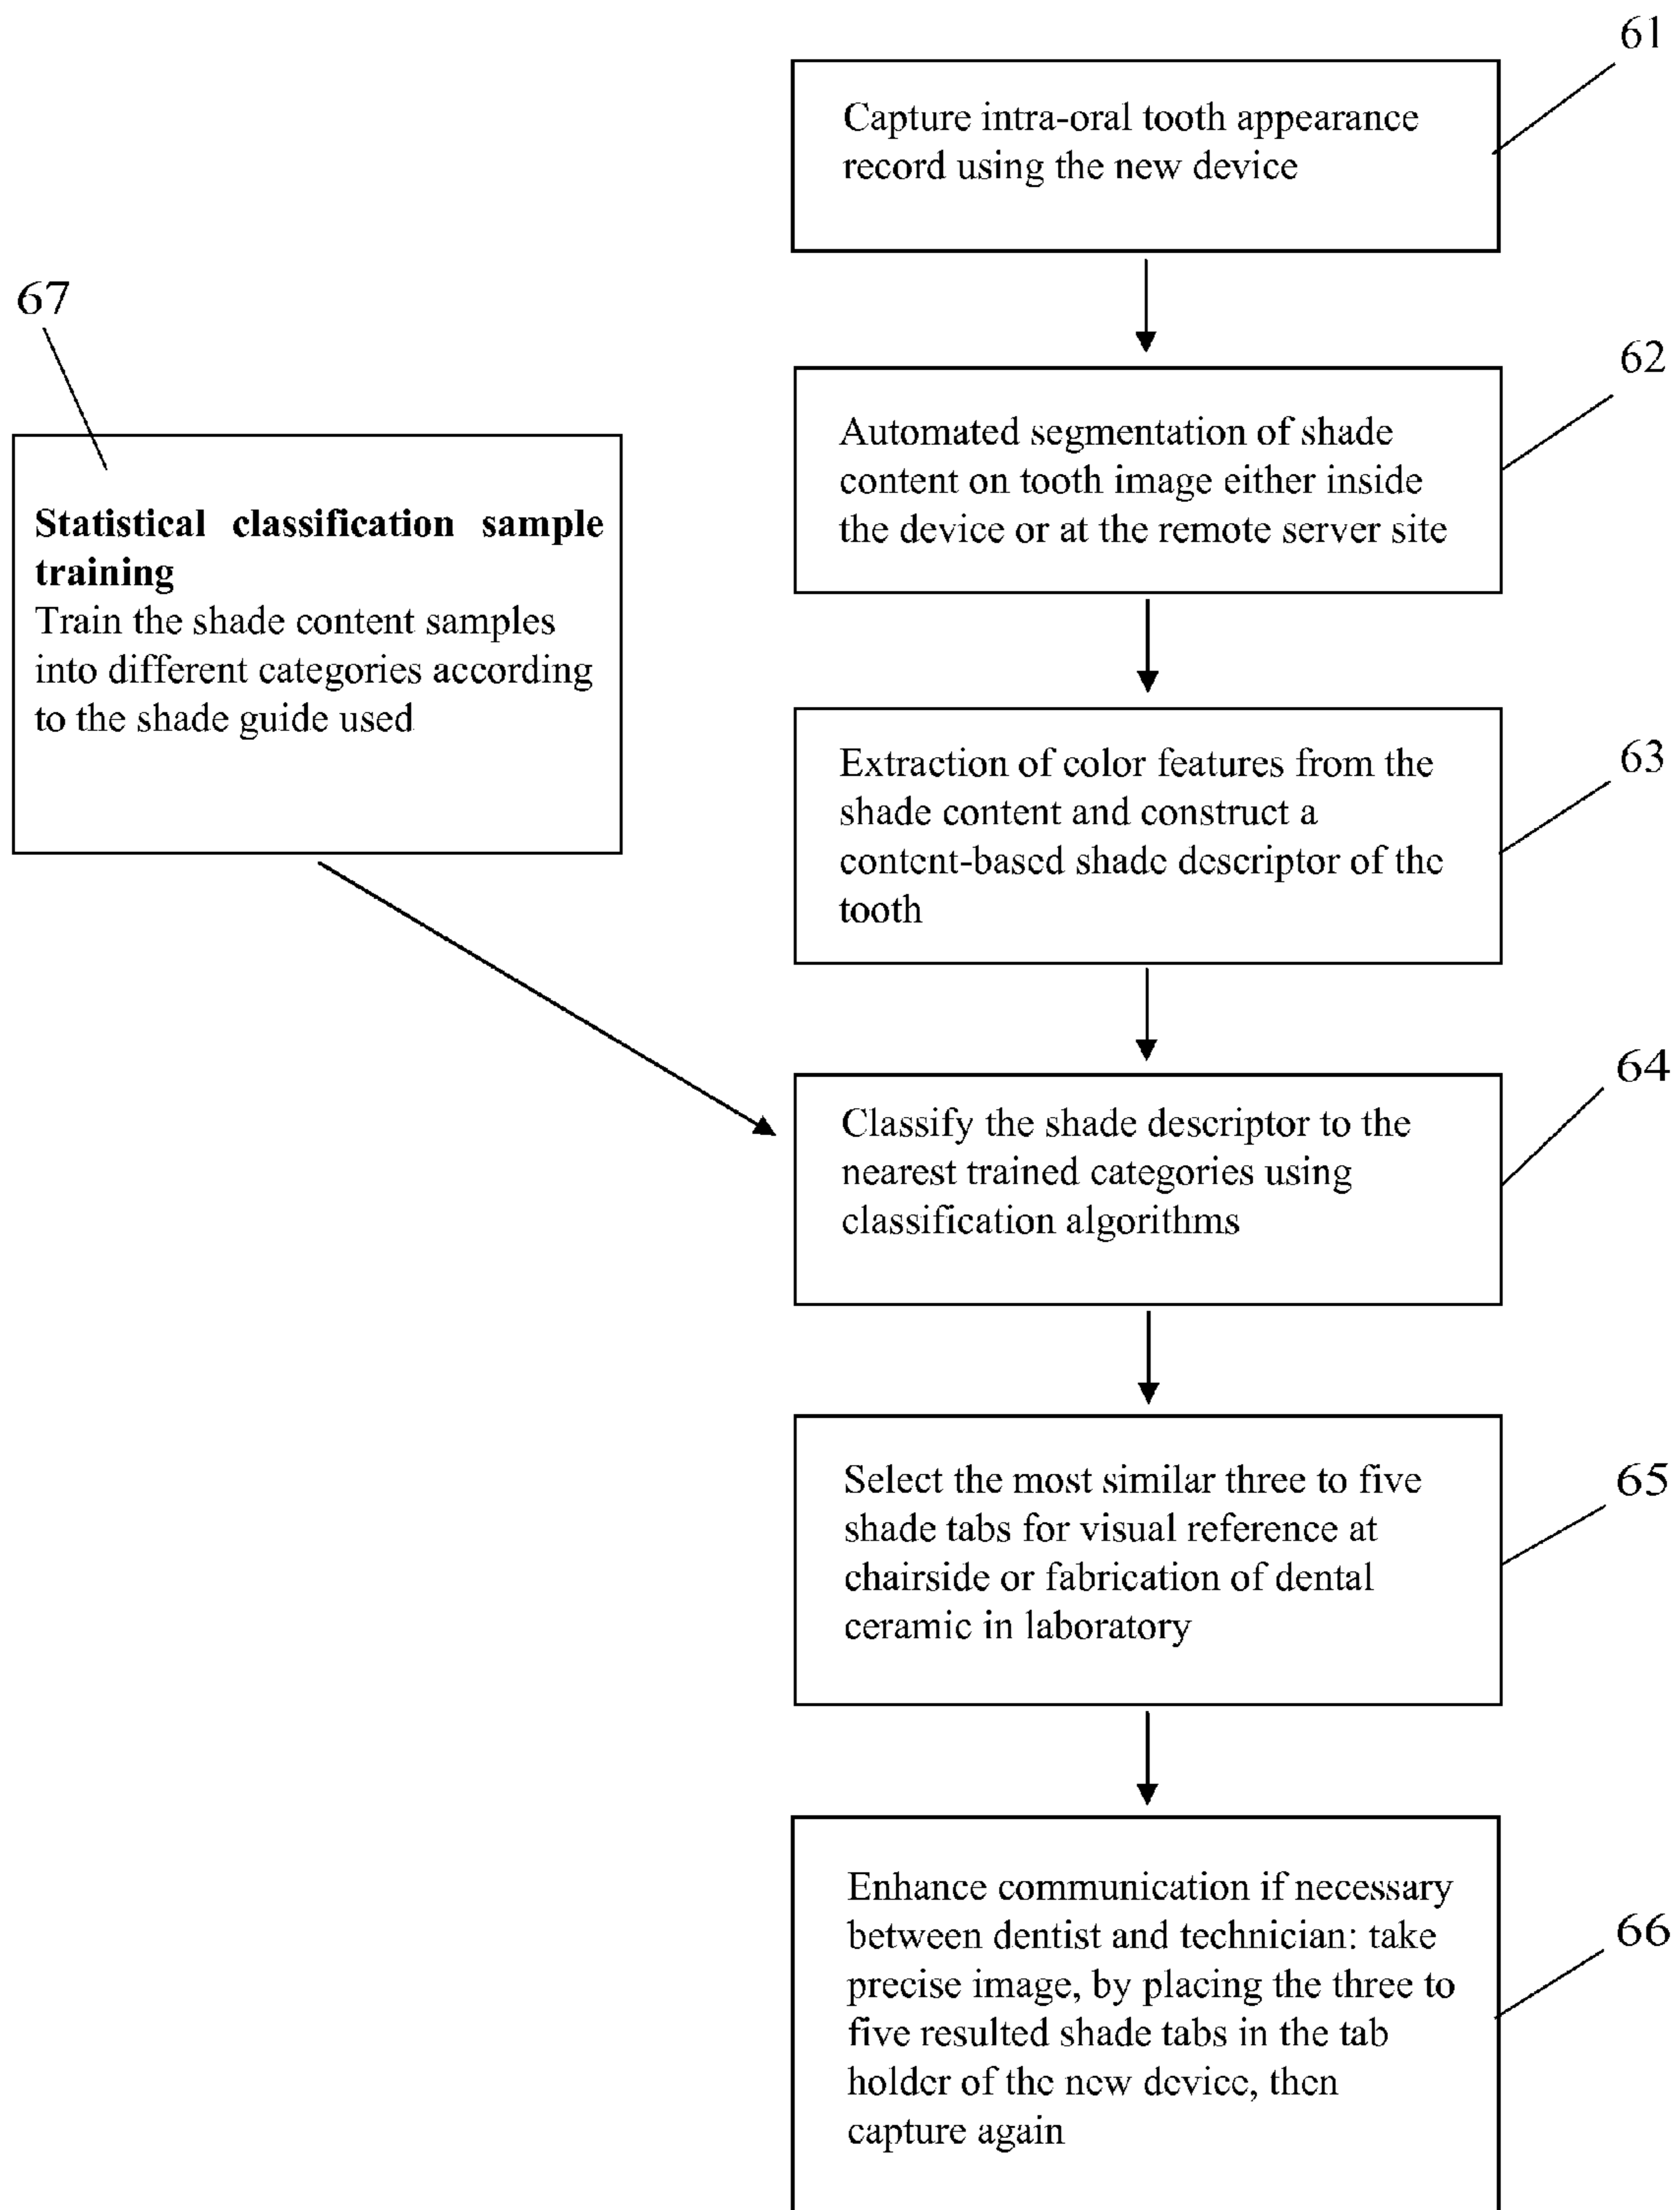 61
Capture intra-oral tooth appearance
record using the new device
67
62
Automated segmentation of shade
content on tooth image either inside
the device or at the remote server site
Statistical classification sample
training
Train the shade content samples
into different categories according
to the shade guide used
63
Extraction of color features from the
shade content and construct a
content-based shade descriptor of the
tooth
64
Classify the shade descriptor to the
nearest trained categories using
classification algorithms
65
Select the most similar three to five
shade tabs for visual reference at
chairside or fabrication of dental
ceramic in laboratory
66
Enhance communication if necessary
between dentist and technician: take
precise image, by placing the three to
five resulted shade tabs in the tab
holder of the new device, then
capture again